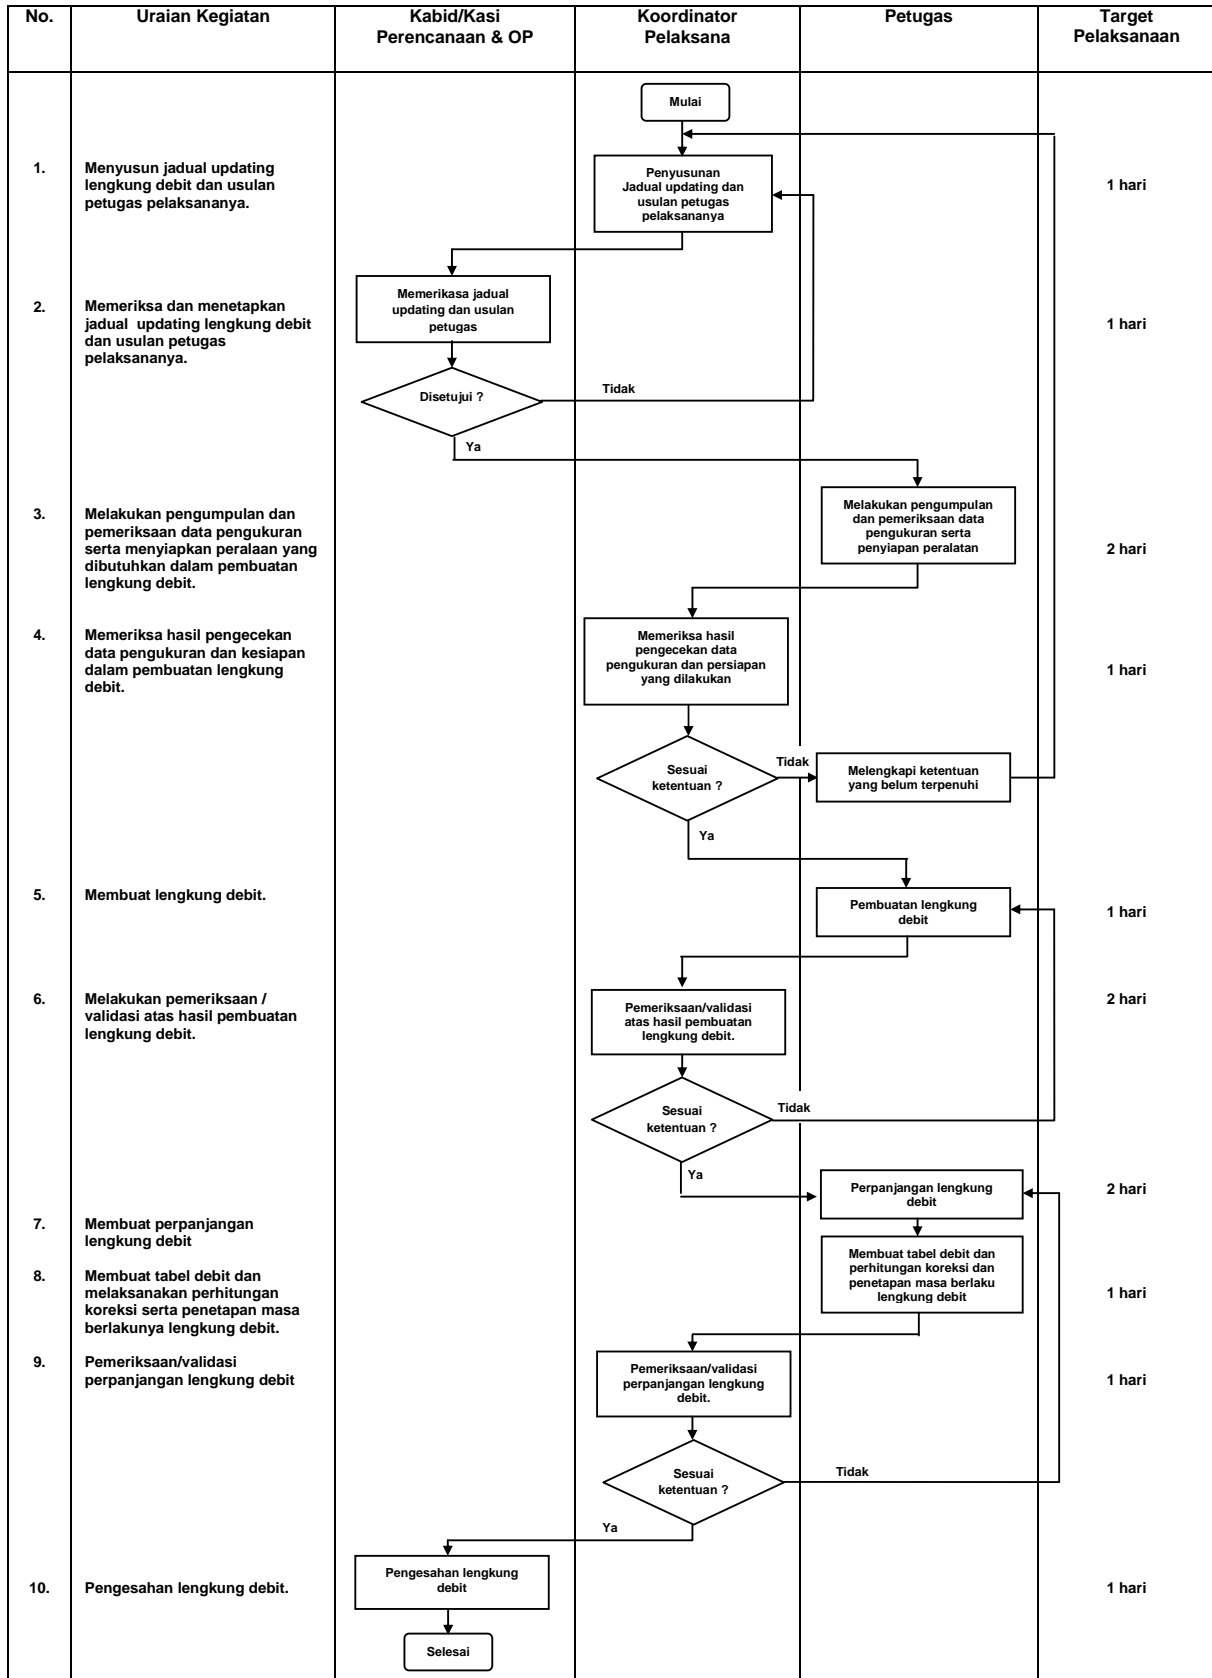 No.
Uraian Kegiatan
Kabid/Kasi
Perencanaan & OP
Koordinator
Pelaksana
Petugas
Target
Pelaksanaan
Mulai
1.
Menyusun jadual updating
lengkung debit dan usulan
petugas pelaksananya.
Penyusunan
Jadual updating dan
usulan petugas
pelaksananya
1 hari
2.
Memeriksa dan menetapkan
jadual updating lengkung debit
dan usulan petugas
pelaksananya.
Memerikasa jadual
updating dan usulan
petugas
1 hari
Disetujui ?
Tidak
Ya
3.
Melakukan pengumpulan dan
pemeriksaan data pengukuran
serta menyiapkan peralaan yang
dibutuhkan dalam pembuatan
lengkung debit.
Melakukan pengumpulan
dan pemeriksaan data
pengukuran serta
penyiapan peralatan
2 hari
4.
Memeriksa hasil pengecekan
data pengukuran dan kesiapan
dalam pembuatan lengkung
debit.
Memeriksa hasil
pengecekan data
pengukuran dan persiapan
yang dilakukan
1 hari
Sesuai
ketentuan ?
Tidak
Melengkapi ketentuan
yang belum terpenuhi
Ya
5.
Membuat lengkung debit.
Pembuatan lengkung
debit
1 hari
6.
Melakukan pemeriksaan /
validasi atas hasil pembuatan
lengkung debit.
Pemeriksaan/validasi
atas hasil pembuatan
lengkung debit.
2 hari
Sesuai
ketentuan ?
Tidak
Ya
Perpanjangan lengkung
debit
2 hari
7.
Membuat perpanjangan
lengkung debit
8.
Membuat tabel debit dan
melaksanakan perhitungan
koreksi serta penetapan masa
berlakunya lengkung debit.
Membuat tabel debit dan
perhitungan koreksi dan
penetapan masa berlaku
lengkung debit
1 hari
9.
Pemeriksaan/validasi
perpanjangan lengkung debit
Pemeriksaan/validasi
perpanjangan lengkung
debit.
1 hari
Sesuai
ketentuan ?
Tidak
Ya
10.
Pengesahan lengkung debit.
Pengesahan lengkung
debit
1 hari
Selesai